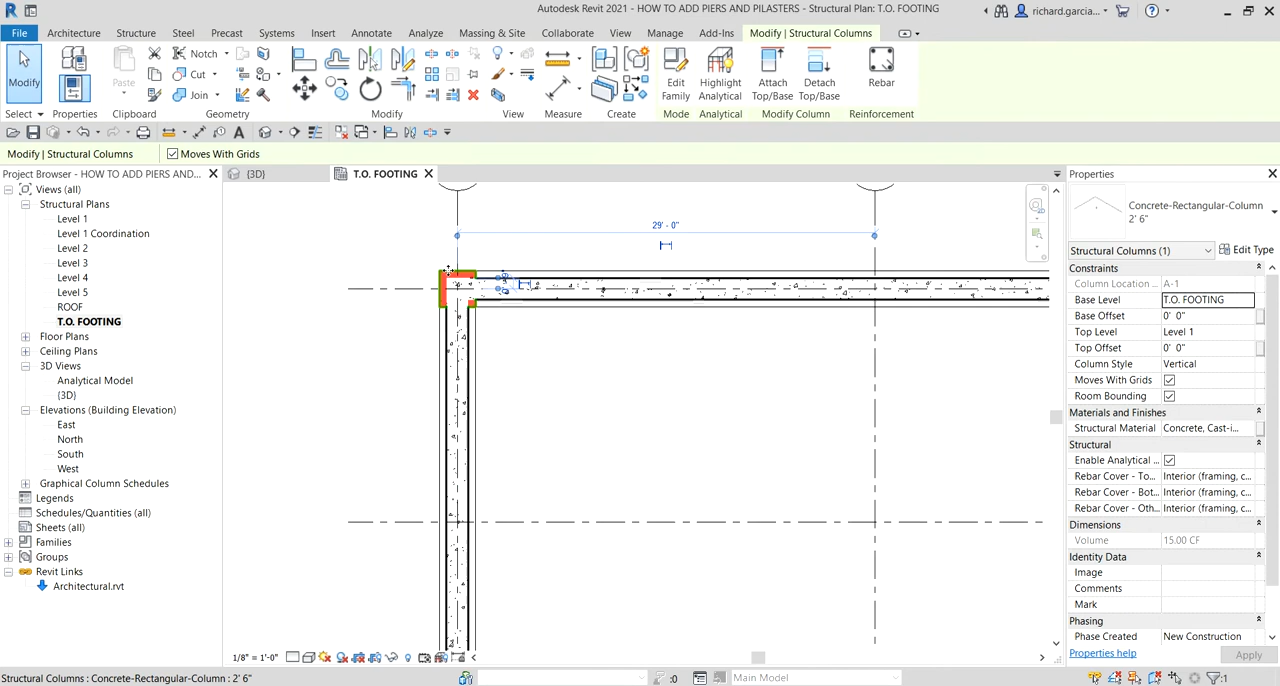 Autodesk Revit 2021 - HOW TO ADD PIERS AND PILASTERS - Structural Plan: T.O. FOOTING
richard.garcia...
File Architecture Structure Steel Precast Systems Insert Annotate Analyze Massing & Site Collaborate View Manage Add-Ins Modify | Structural Columns
Modify
Paste
Notch
Cut
Join
Edit Family
Highlight Analytical
Attach Top/Base
Detach Top/Base
Rebar
Select Properties Clipboard Geometry Modify View Measure Create Mode Analytical Modify Column Reinforcement
Modify | Structural Columns Moves With Grids
Project Browser - HOW TO ADD PIERS AND...
{3D}
T.O. FOOTING
Views (all)
Structural Plans
Level 1
Level 1 Coordination
Level 2
Level 3
Level 4
Level 5
ROOF
T.O. FOOTING
Floor Plans
Ceiling Plans
3D Views
Analytical Model
{3D}
Elevations (Building Elevation)
East
North
South
West
Graphical Column Schedules
Legends
Schedules/Quantities (all)
Sheets (all)
Families
Groups
Revit Links
Architectural.rvt
29' - 0"
Properties
Concrete-Rectangular-Column
2' 6"
Structural Columns (1) Edit Type
Constraints
Column Location ... A-1
Base Level T.O. FOOTING
Base Offset 0' 0"
Top Level Level 1
Top Offset 0' 0"
Column Style Vertical
Moves With Grids
Room Bounding
Materials and Finishes
Structural Material Concrete, Cast-i...
Structural
Enable Analytical ...
Rebar Cover - To... Interior (framing, c...
Rebar Cover - Bot... Interior (framing, c...
Rebar Cover - Oth... Interior (framing, c...
Dimensions
Volume 15.00 CF
Identity Data
Image
Comments
Mark
Phasing
Phase Created New Construction
Properties help Apply
1/8" = 1'-0"
Structural Columns : Concrete-Rectangular-Column : 2' 6"
:0
Main Model
:1